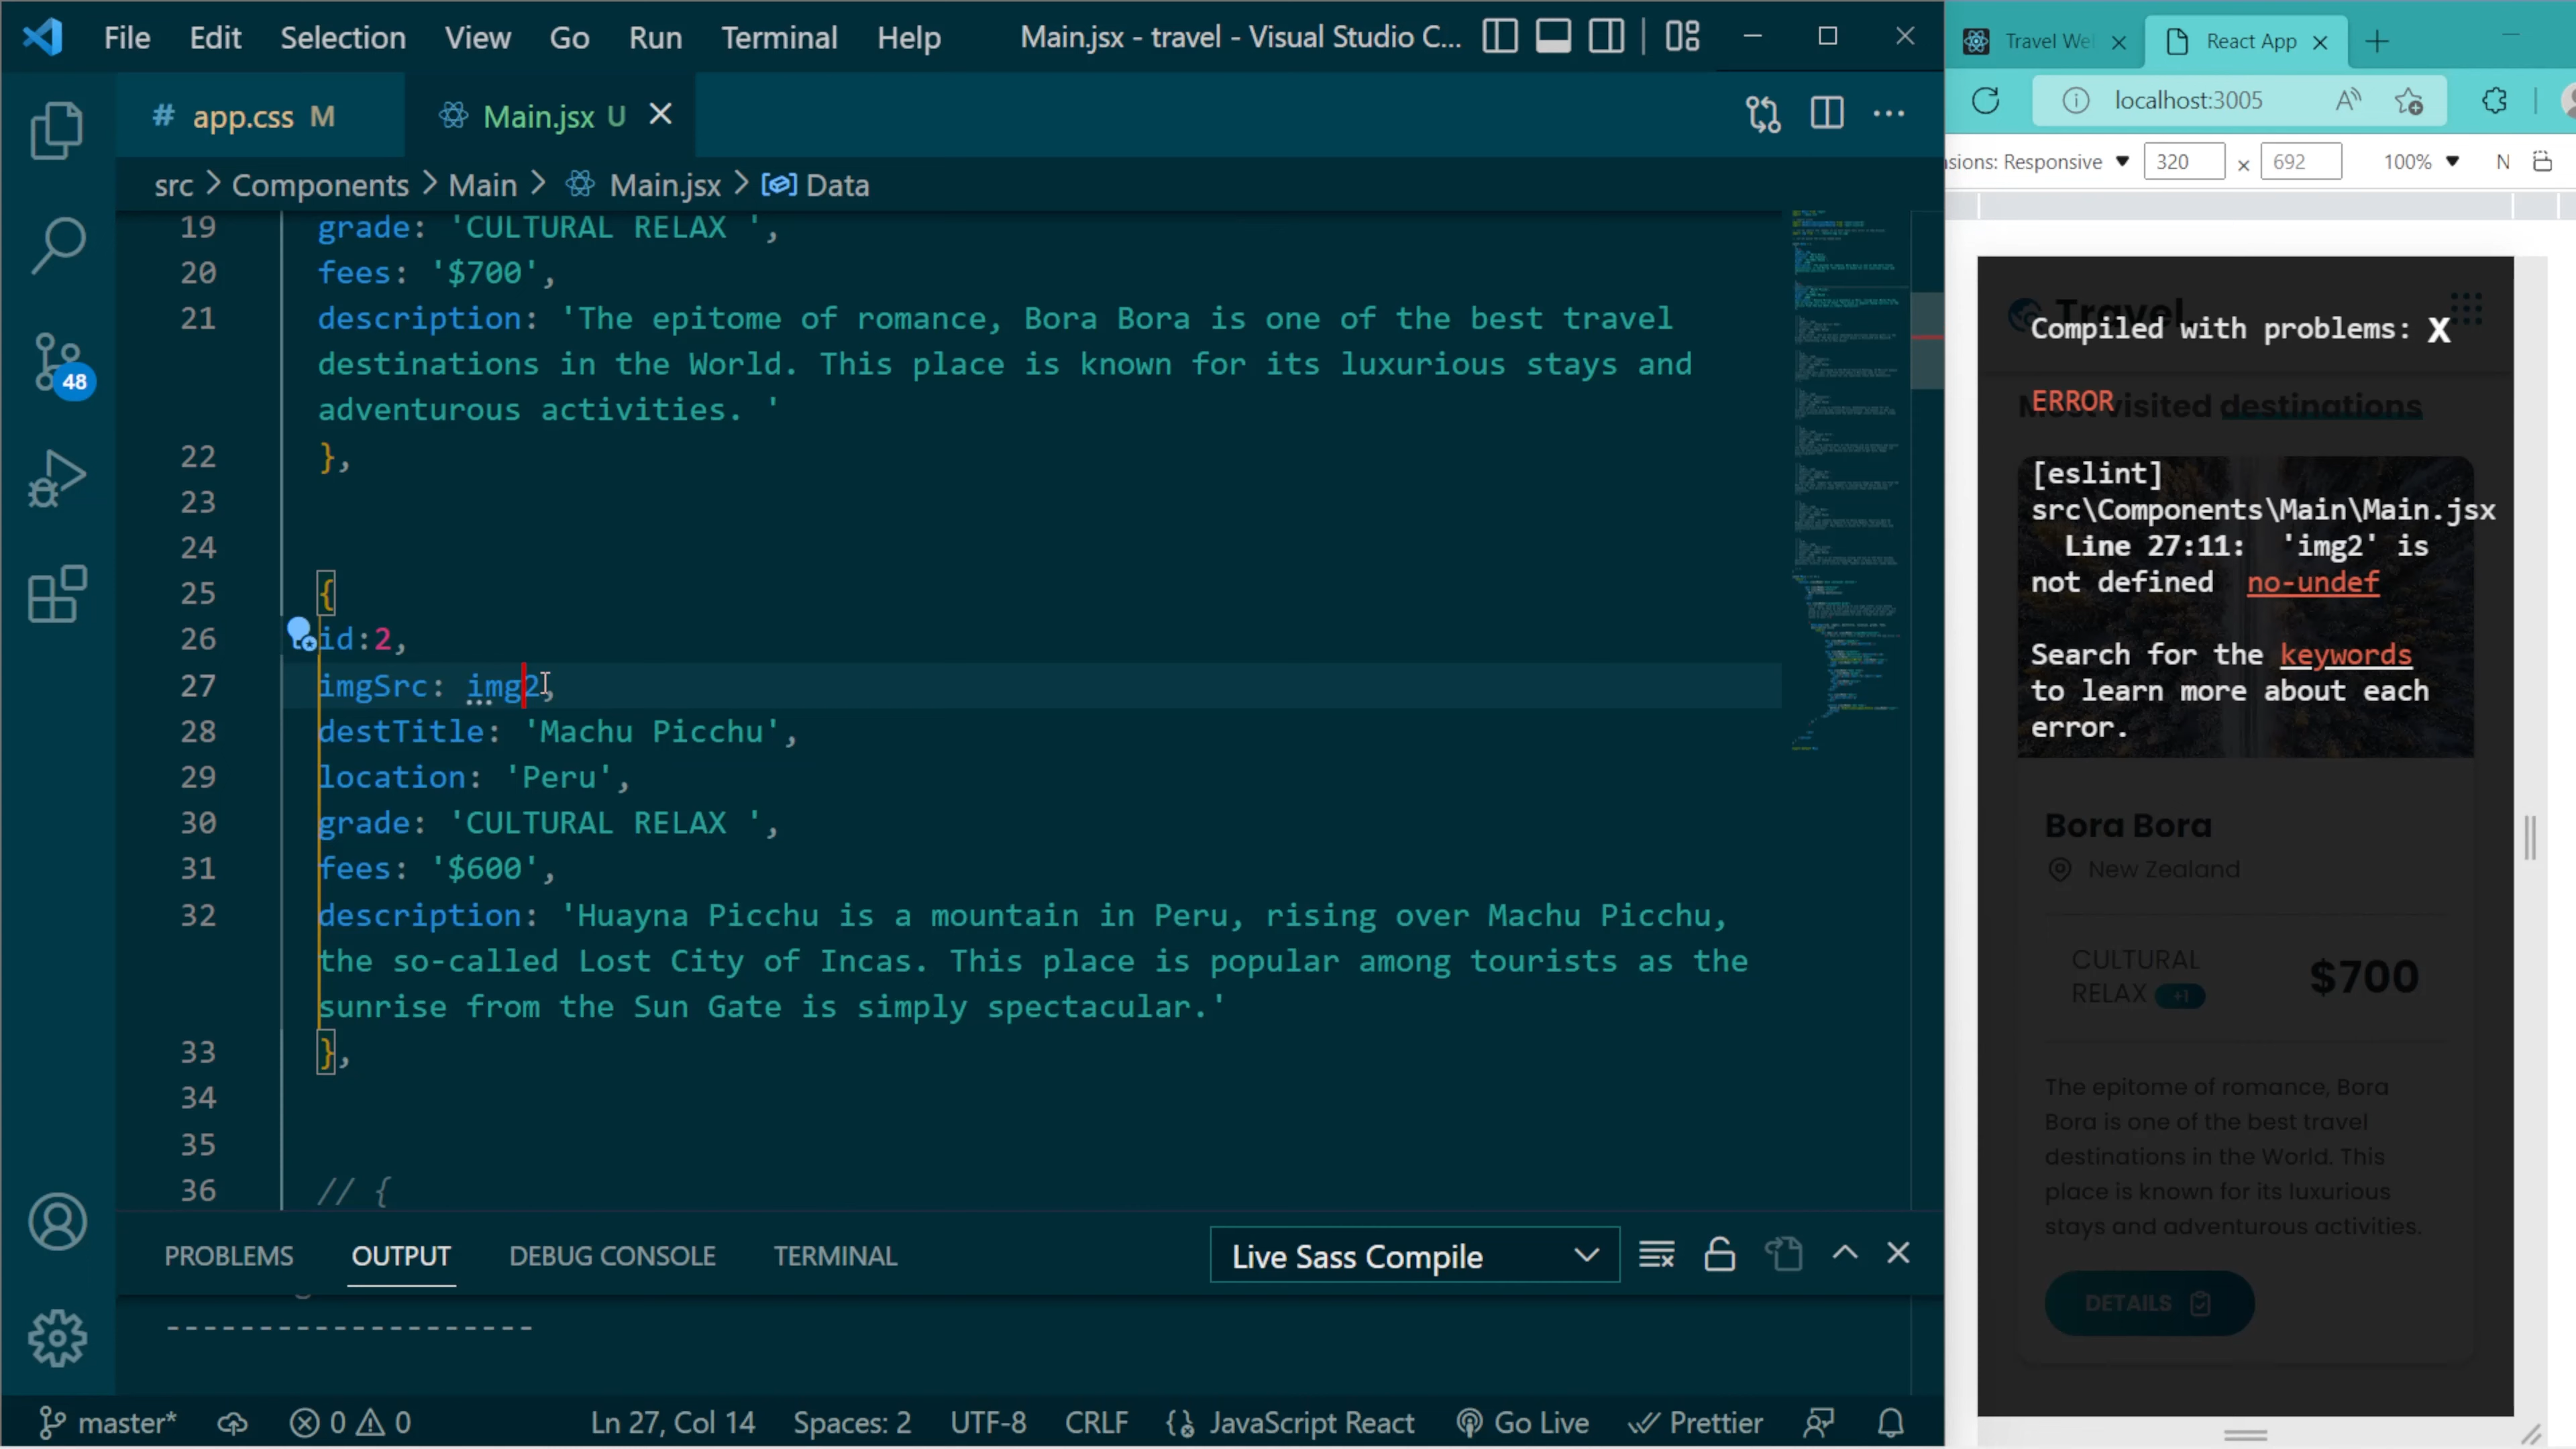 File Edit Selection View Go Run Terminal Help Main.jsx - travel - Visual Studio C...
# app.css M Main.jsx U
src > Components > Main > Main.jsx > Data
19 grade: 'CULTURAL RELAX ',
20 fees: '$700',
21 description: 'The epitome of romance, Bora Bora is one of the best travel
destinations in the World. This place is known for its luxurious stays and
adventurous activities. '
22 },
23
24
25 {
26 id:2,
27 imgSrc: img2,
28 destTitle: 'Machu Picchu',
29 location: 'Peru',
30 grade: 'CULTURAL RELAX ',
31 fees: '$600',
32 description: 'Huayna Picchu is a mountain in Peru, rising over Machu Picchu,
the so-called Lost City of Incas. This place is popular among tourists as the
sunrise from the Sun Gate is simply spectacular.'
33 },
34
35
36 // {
48
PROBLEMS OUTPUT DEBUG CONSOLE TERMINAL Live Sass Compile
--------------------
master* 0 0 Ln 27, Col 14 Spaces: 2 UTF-8 CRLF JavaScript React Go Live Prettier
Travel We React App
localhost:3005
sions: Responsive 320 x 692 100% N
Travel.
Compiled with problems: X
Most visited destinations
ERROR
[eslint]
src\Components\Main\Main.jsx
Line 27:11: 'img2' is
not defined no-undef
Search for the keywords
to learn more about each
error.
Bora Bora
New Zealand
CULTURAL
RELAX +1
$700
The epitome of romance, Bora
Bora is one of the best travel
destinations in the World. This
place is known for its luxurious
stays and adventurous activities.
DETAILS